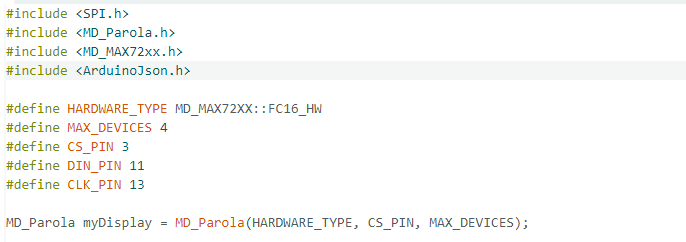 #include <SPI.h>
#include <MD_Parola.h>
#include <MD_MAX72xx.h>
#include <ArduinoJson.h>
#define HARDWARE_TYPE MD_MAX72XX::FC16_HW
#define MAX_DEVICES 4
#define CS_PIN 3
#define DIN_PIN 11
#define CLK_PIN 13
MD_Parola myDisplay = MD_Parola(HARDWARE_TYPE, CS_PIN, MAX_DEVICES);